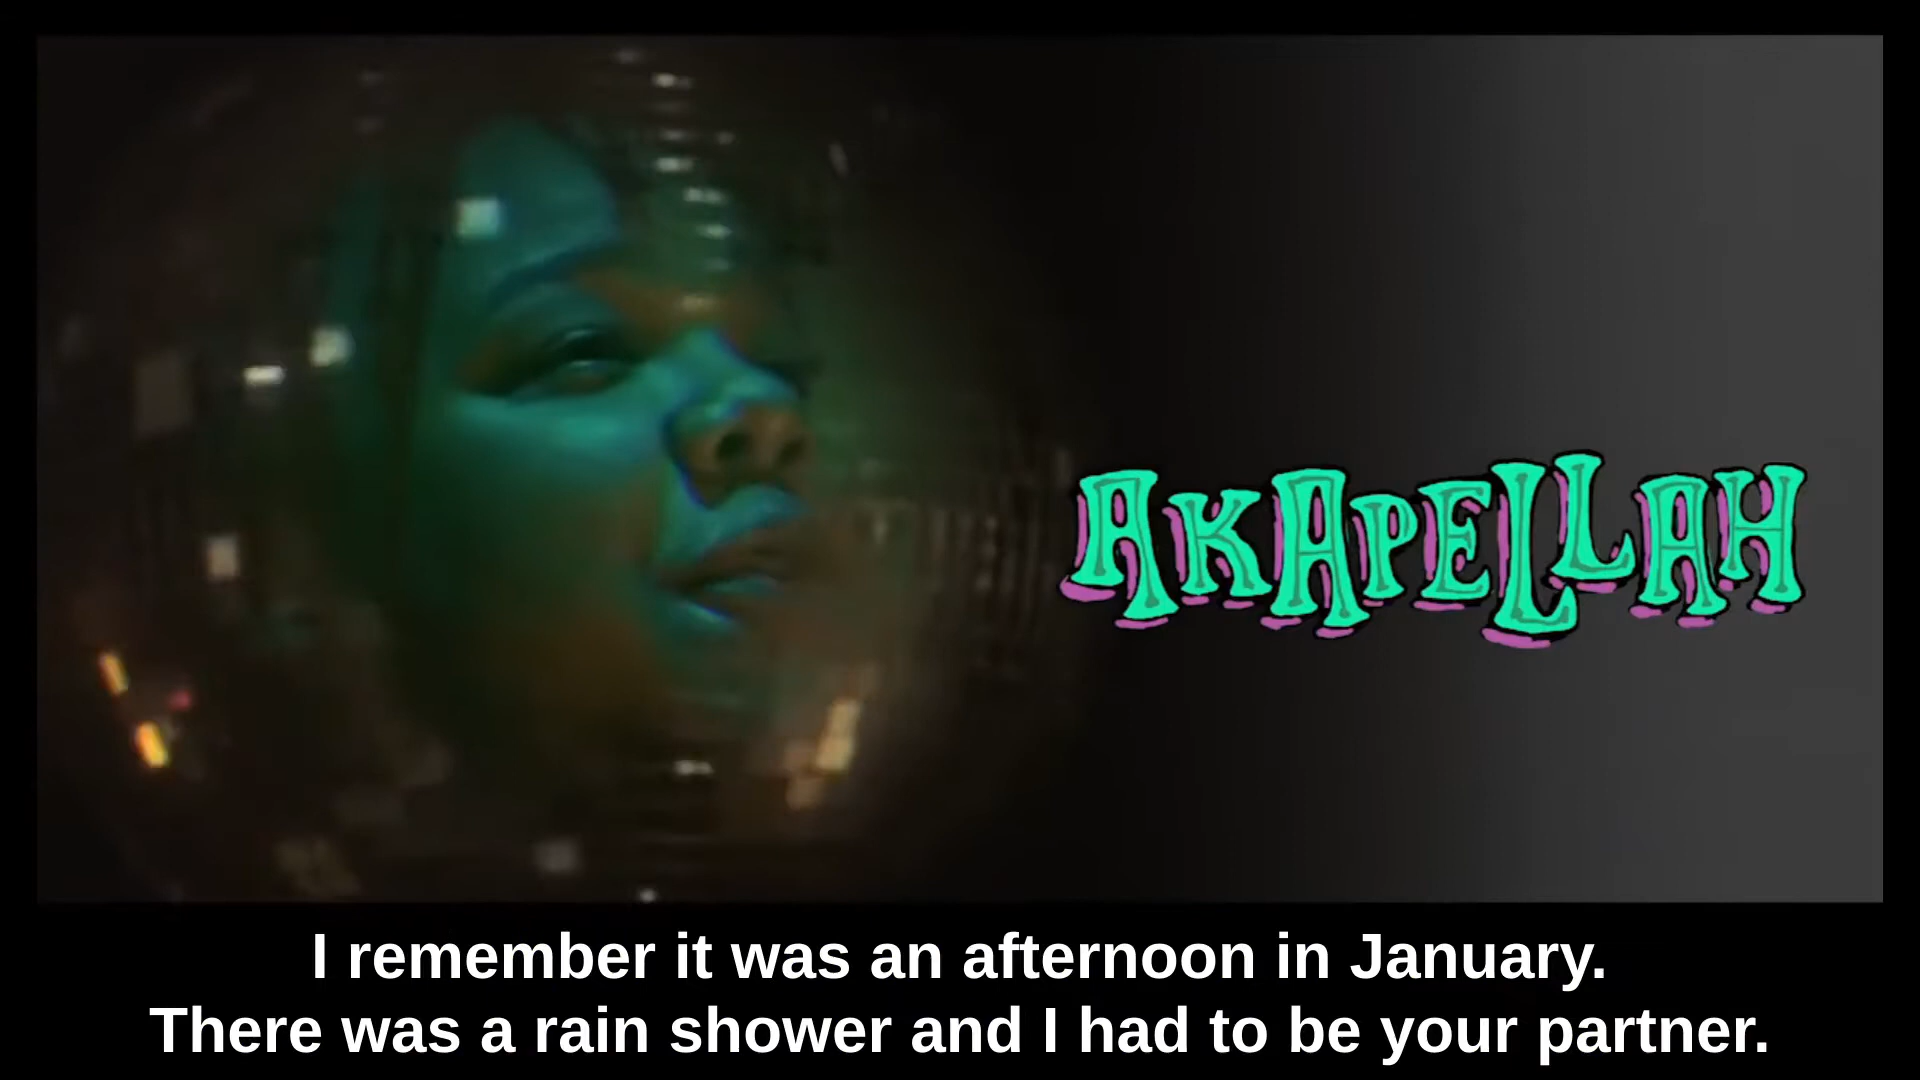 AKAPELLAH
I remember it was an afternoon in January.
There was a rain shower and I had to be your partner.